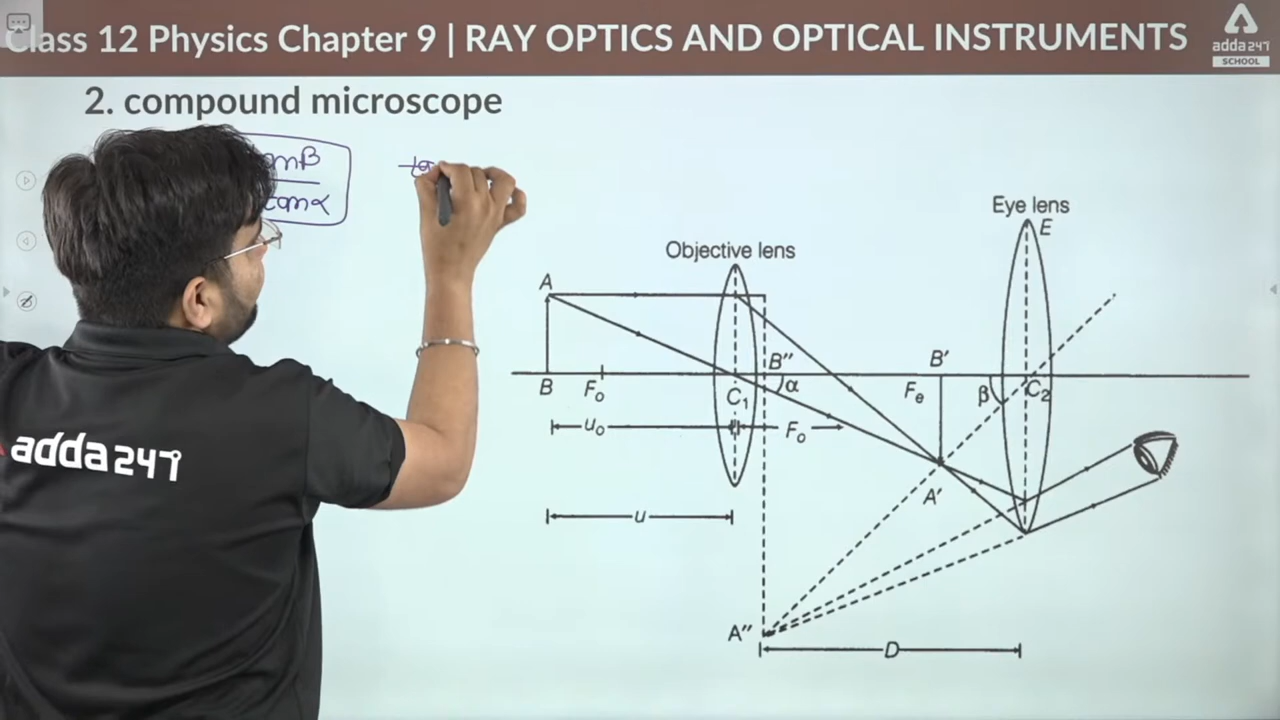 Class 12 Physics Chapter 9 | RAY OPTICS AND OPTICAL INSTRUMENTS
adda247
SCHOOL
2. compound microscope
tanα
Eye lens
E
Objective lens
A
B"
B'
B
Fo
C1
α
Fe
β
C2
uo
Fo
A'
u
adda247
A"
D